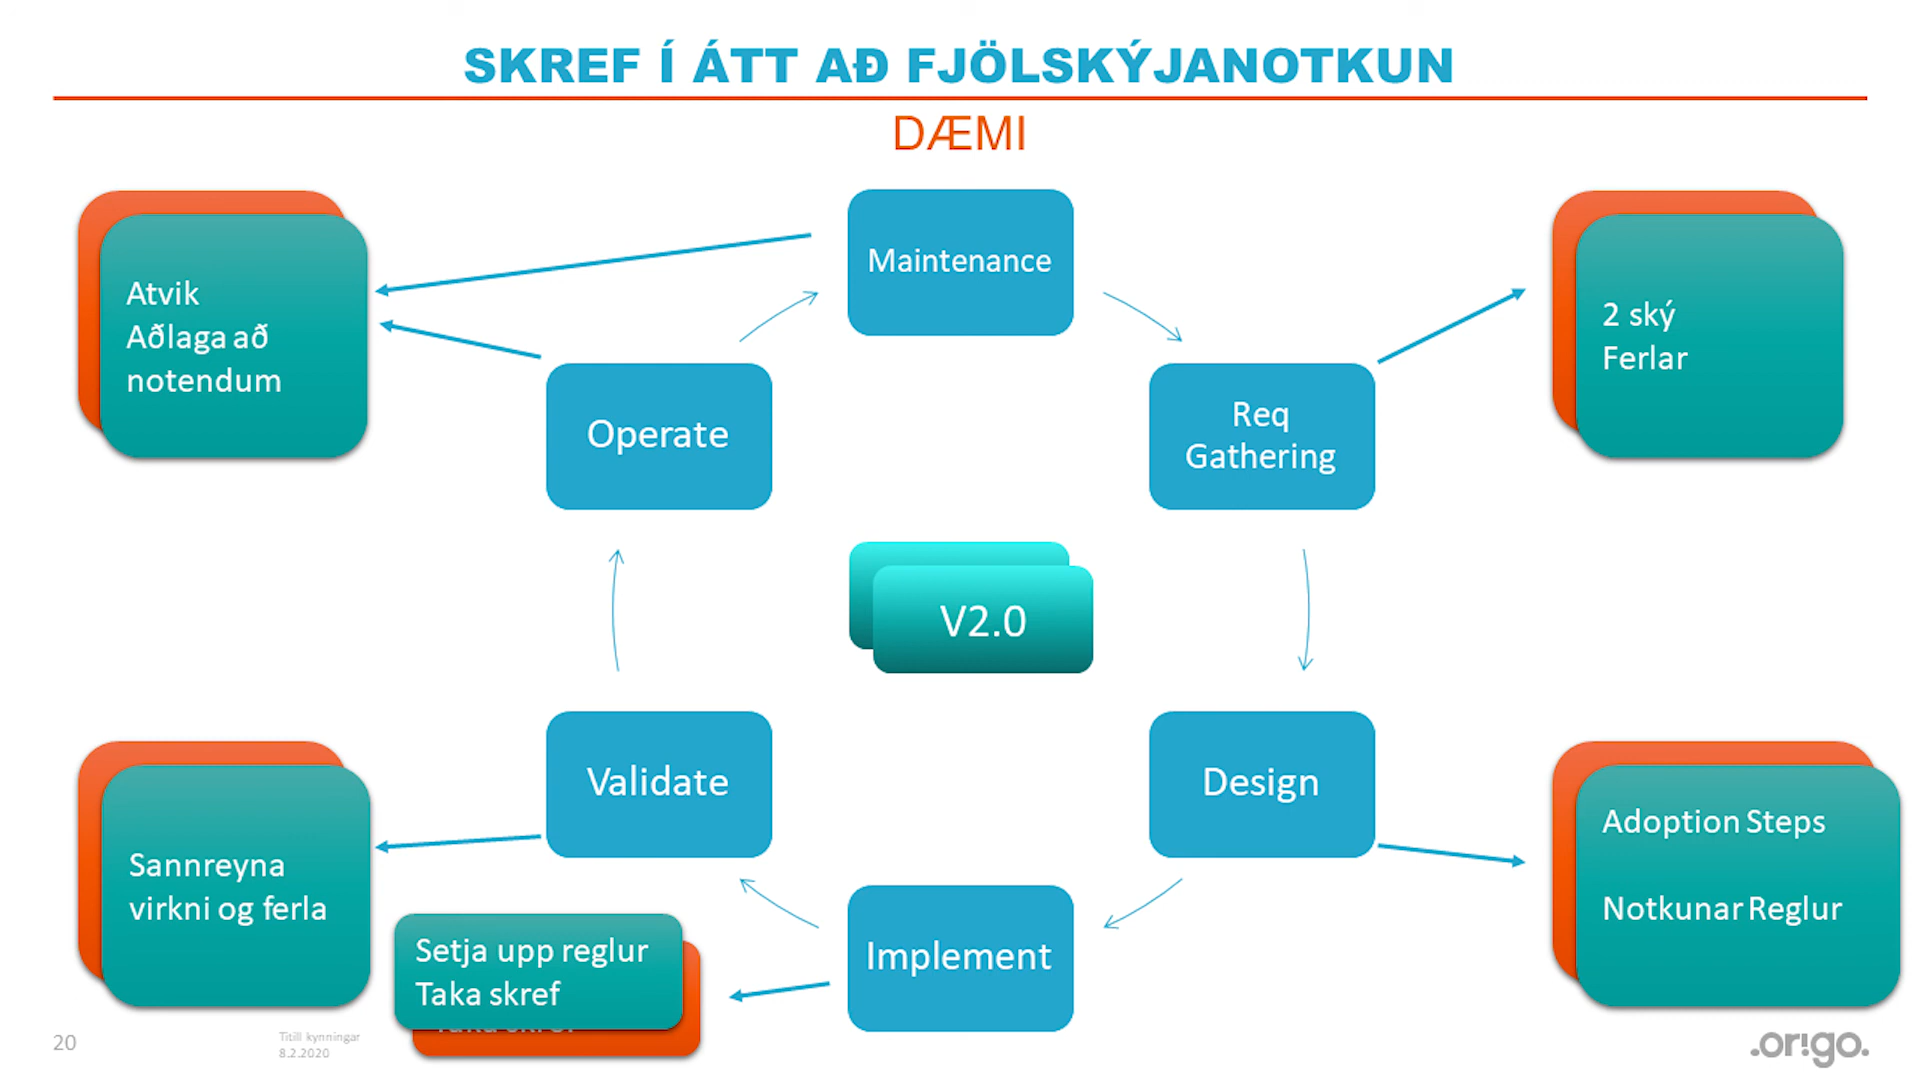 SKREF Í ÁTT AÐ FJÖLSKÝJANOTKUN
DÆMI
Maintenance
Atvik
Aðlaga að
notendum
2 ský
Ferlar
Operate
Req
Gathering
V2.0
Validate
Design
Sannreyna
virkni og ferla
Adoption Steps
Notkunar Reglur
Implement
Setja upp reglur
Taka skref
20
Titill kynningar
8.2.2020
.origo.